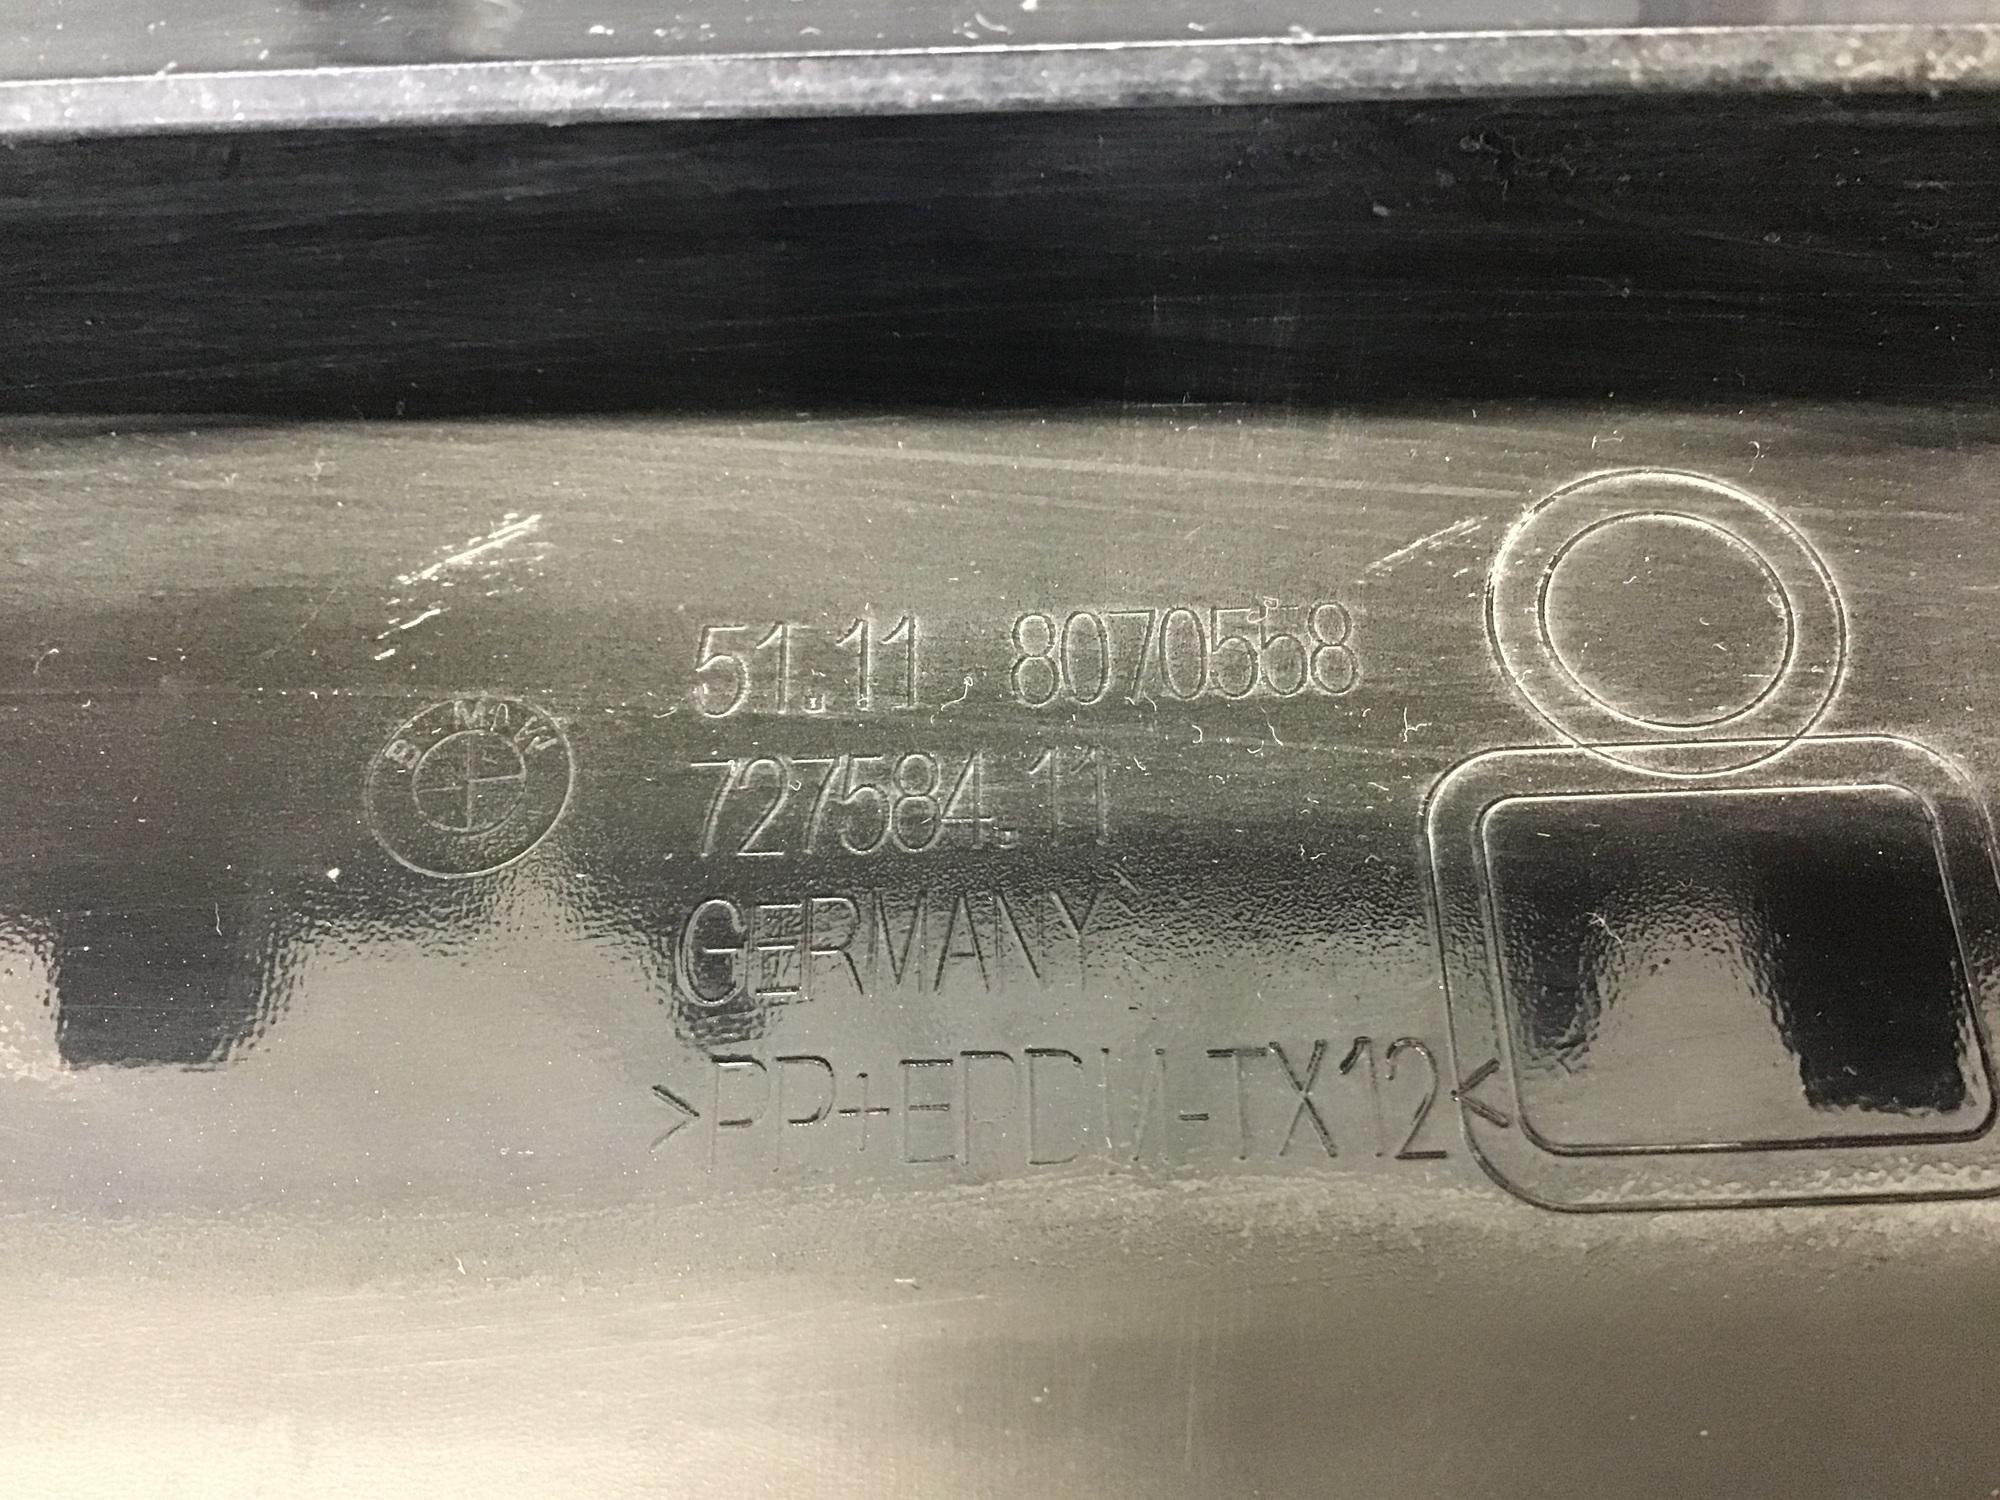 BMW
51.11 8070558
727584.11
GERMANY
>PP+EPDM-TX12<